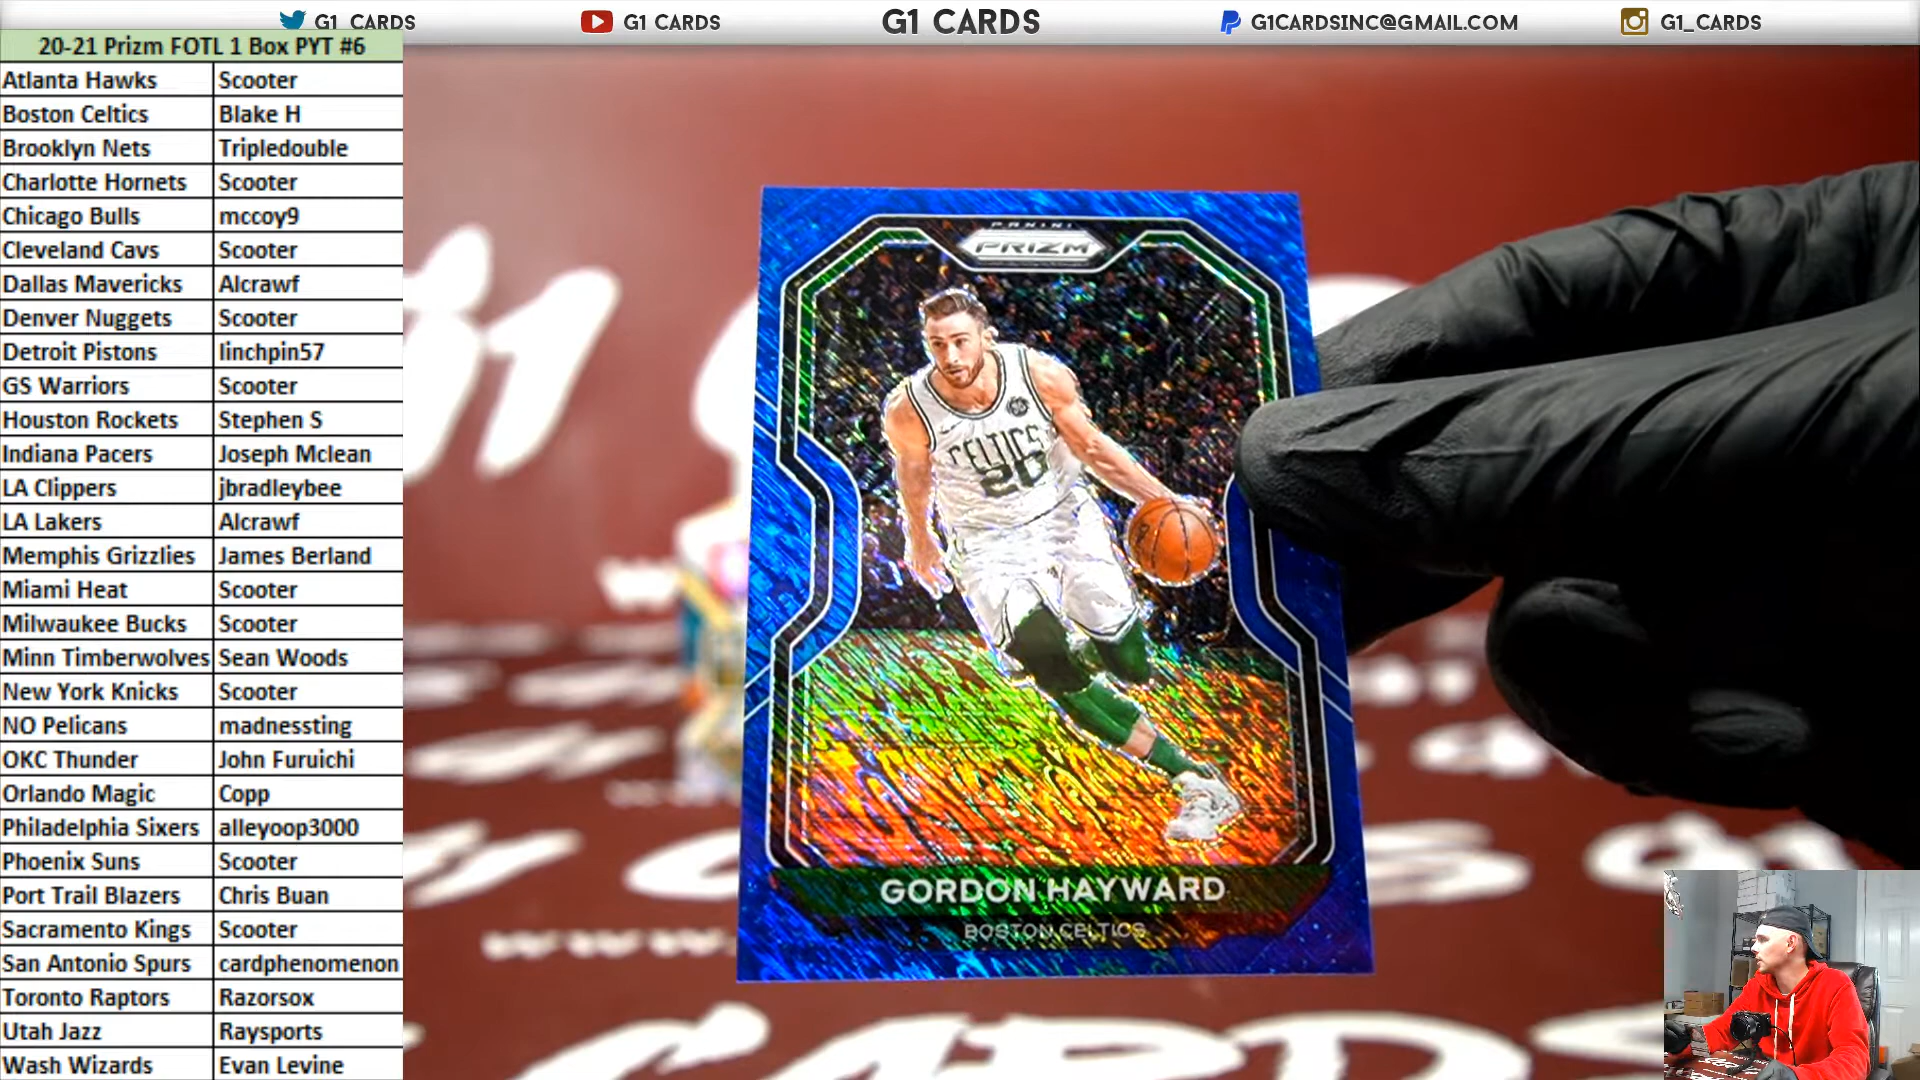 G1 CARDS G1 CARDS G1 CARDS G1CARDSINC@GMAIL.COM G1_CARDS
20-21 Prizm FOTL 1 Box PYT #6
Atlanta Hawks Scooter
Boston Celtics Blake H
Brooklyn Nets Tripledouble
Charlotte Hornets Scooter
Chicago Bulls mccoy9
Cleveland Cavs Scooter
Dallas Mavericks Alcrawf
Denver Nuggets Scooter
Detroit Pistons linchpin57
GS Warriors Scooter
Houston Rockets Stephen S
Indiana Pacers Joseph Mclean
LA Clippers jbradleybee
LA Lakers Alcrawf
Memphis Grizzlies James Berland
Miami Heat Scooter
Milwaukee Bucks Scooter
Minn Timberwolves Sean Woods
New York Knicks Scooter
NO Pelicans madnessting
OKC Thunder John Furuichi
Orlando Magic Copp
Philadelphia Sixers alleyoop3000
Phoenix Suns Scooter
Port Trail Blazers Chris Buan
Sacramento Kings Scooter
San Antonio Spurs cardphenomenon
Toronto Raptors Razorsox
Utah Jazz Raysports
Wash Wizards Evan Levine
PANINI
PRIZM
CELTICS
20
GORDON HAYWARD
BOSTON CELTICS